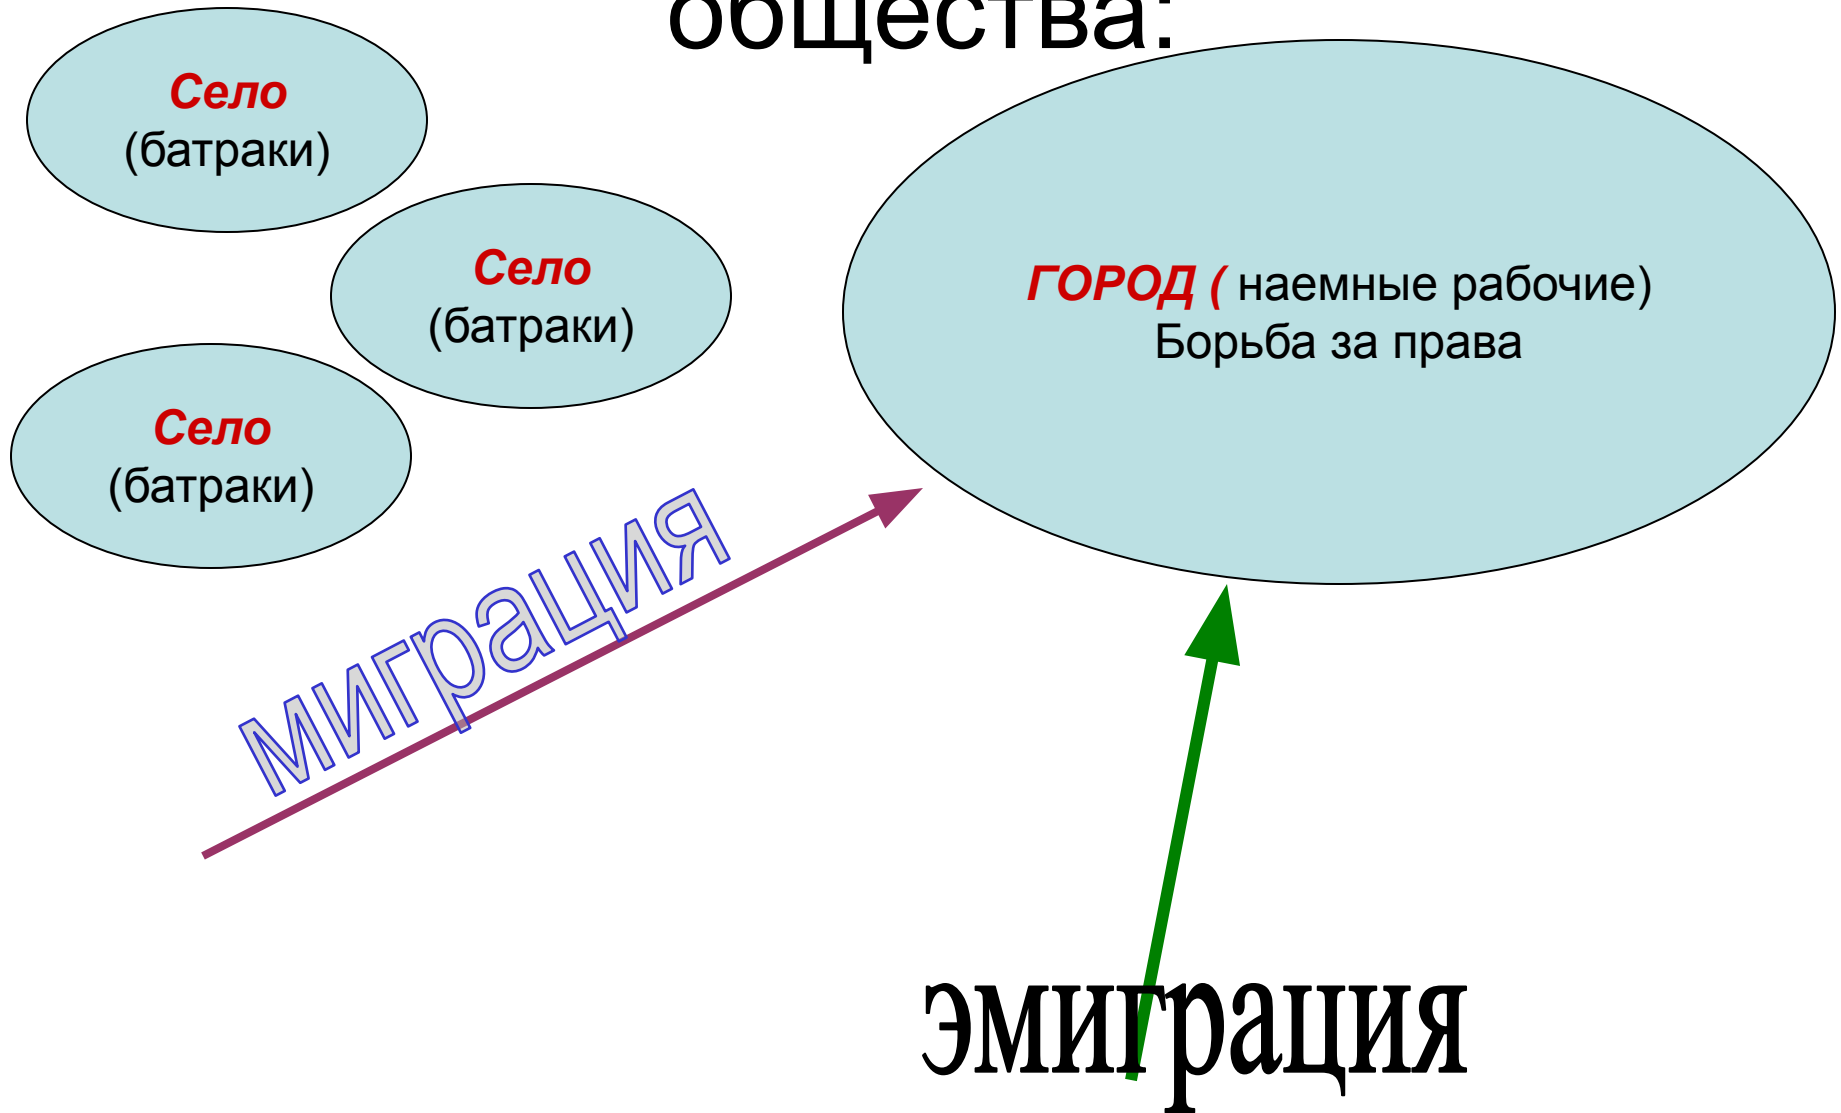 общества:
Село
(батраки)
Село
(батраки)
Село
(батраки)
ГОРОД ( наемные рабочие)
Борьба за права
миграция
эмиграция